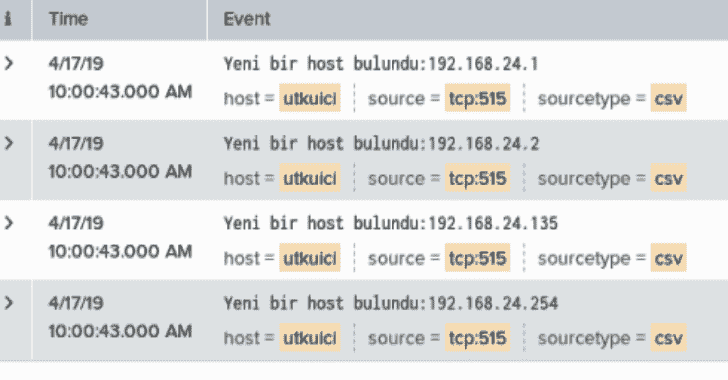 i Time Event
> 4/17/19 Yeni bir host bulundu:192.168.24.1
10:00:43.000 AM host = utkuici source = tcp:515 sourcetype = csv
> 4/17/19 Yeni bir host bulundu:192.168.24.2
10:00:43.000 AM host = utkuici source = tcp:515 sourcetype = csv
> 4/17/19 Yeni bir host bulundu:192.168.24.135
10:00:43.000 AM host = utkuici source = tcp:515 sourcetype = csv
> 4/17/19 Yeni bir host bulundu:192.168.24.254
10:00:43.000 AM host = utkuici source = tcp:515 sourcetype = csv